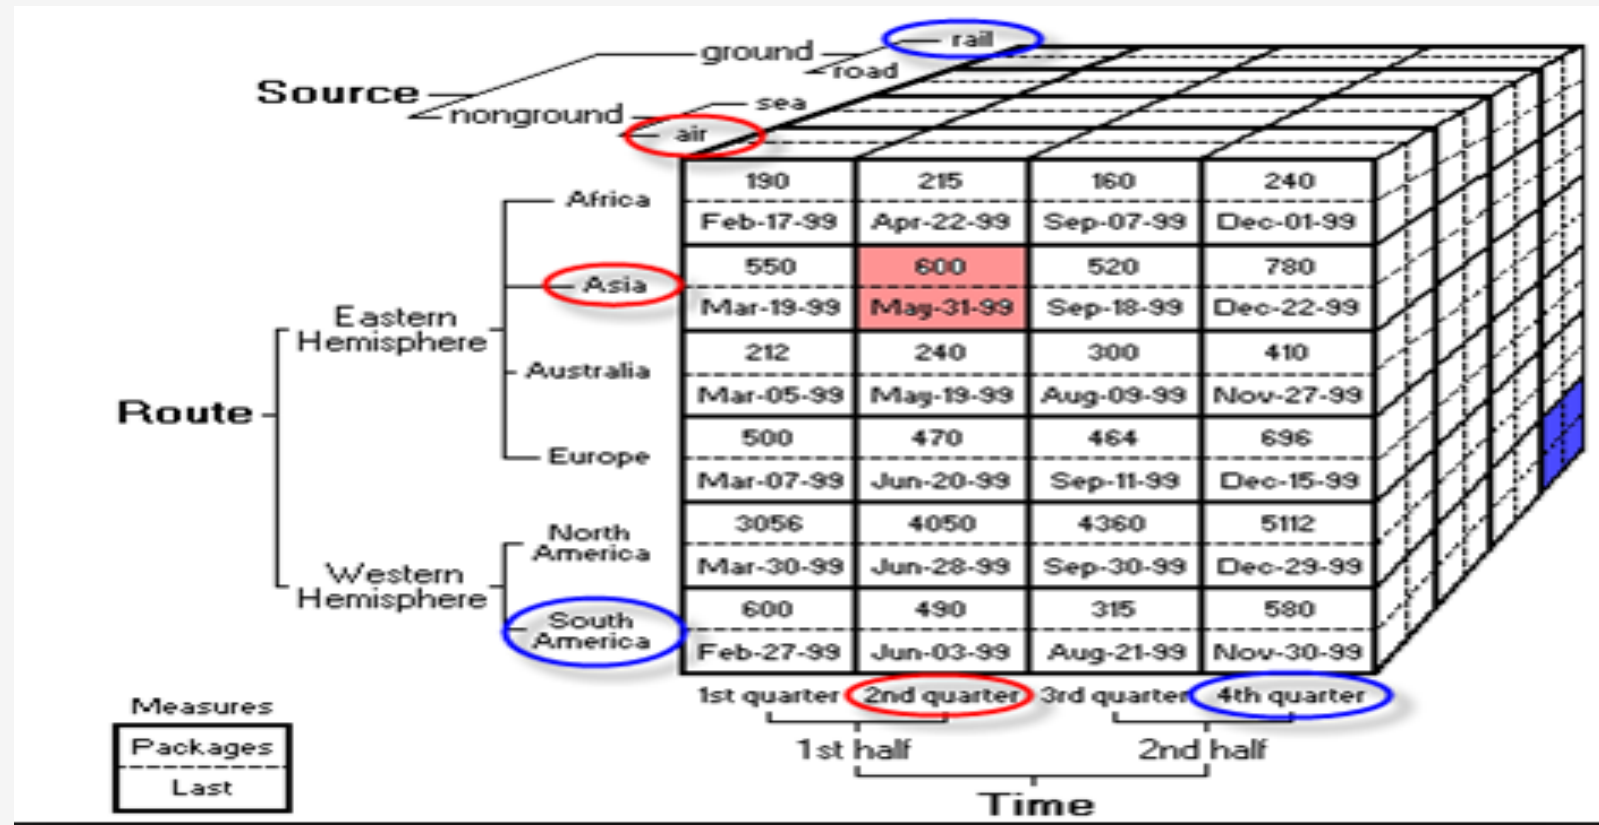 rail
ground
road
Source
sea
nonground
air
190 215 160 240
Africa
Feb-17-99 Apr-22-99 Sep-07-99 Dec-01-99
550 600 520 780
Asia
Mar-19-99 May-31-99 Sep-18-99 Dec-22-99
Eastern
Hemisphere
212 240 300 410
Australia
Mar-05-99 May-19-99 Aug-09-99 Nov-27-99
Route
500 470 464 696
Europe
Mar-07-99 Jun-20-99 Sep-11-99 Dec-15-99
3056 4050 4360 5112
North
America
Mar-30-99 Jun-28-99 Sep-30-99 Dec-29-99
Western
Hemisphere
600 490 315 580
South
America
Feb-27-99 Jun-03-99 Aug-21-99 Nov-30-99
1st quarter 2nd quarter 3rd quarter 4th quarter
Measures
Packages
Last
1st half 2nd half
Time